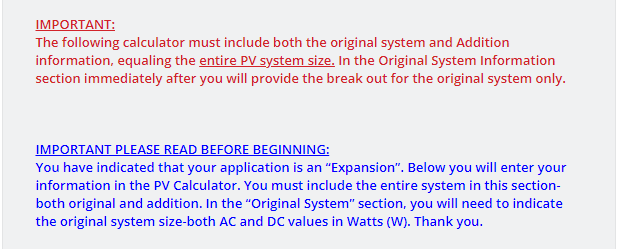 IMPORTANT:
The following calculator must include both the original system and Addition
information, equaling the entire PV system size. In the Original System Information
section immediately after you will provide the break out for the original system only.
IMPORTANT PLEASE READ BEFORE BEGINNING:
You have indicated that your application is an “Expansion”. Below you will enter your
information in the PV Calculator. You must include the entire system in this section-
both original and addition. In the “Original System” section, you will need to indicate
the original system size-both AC and DC values in Watts (W). Thank you.